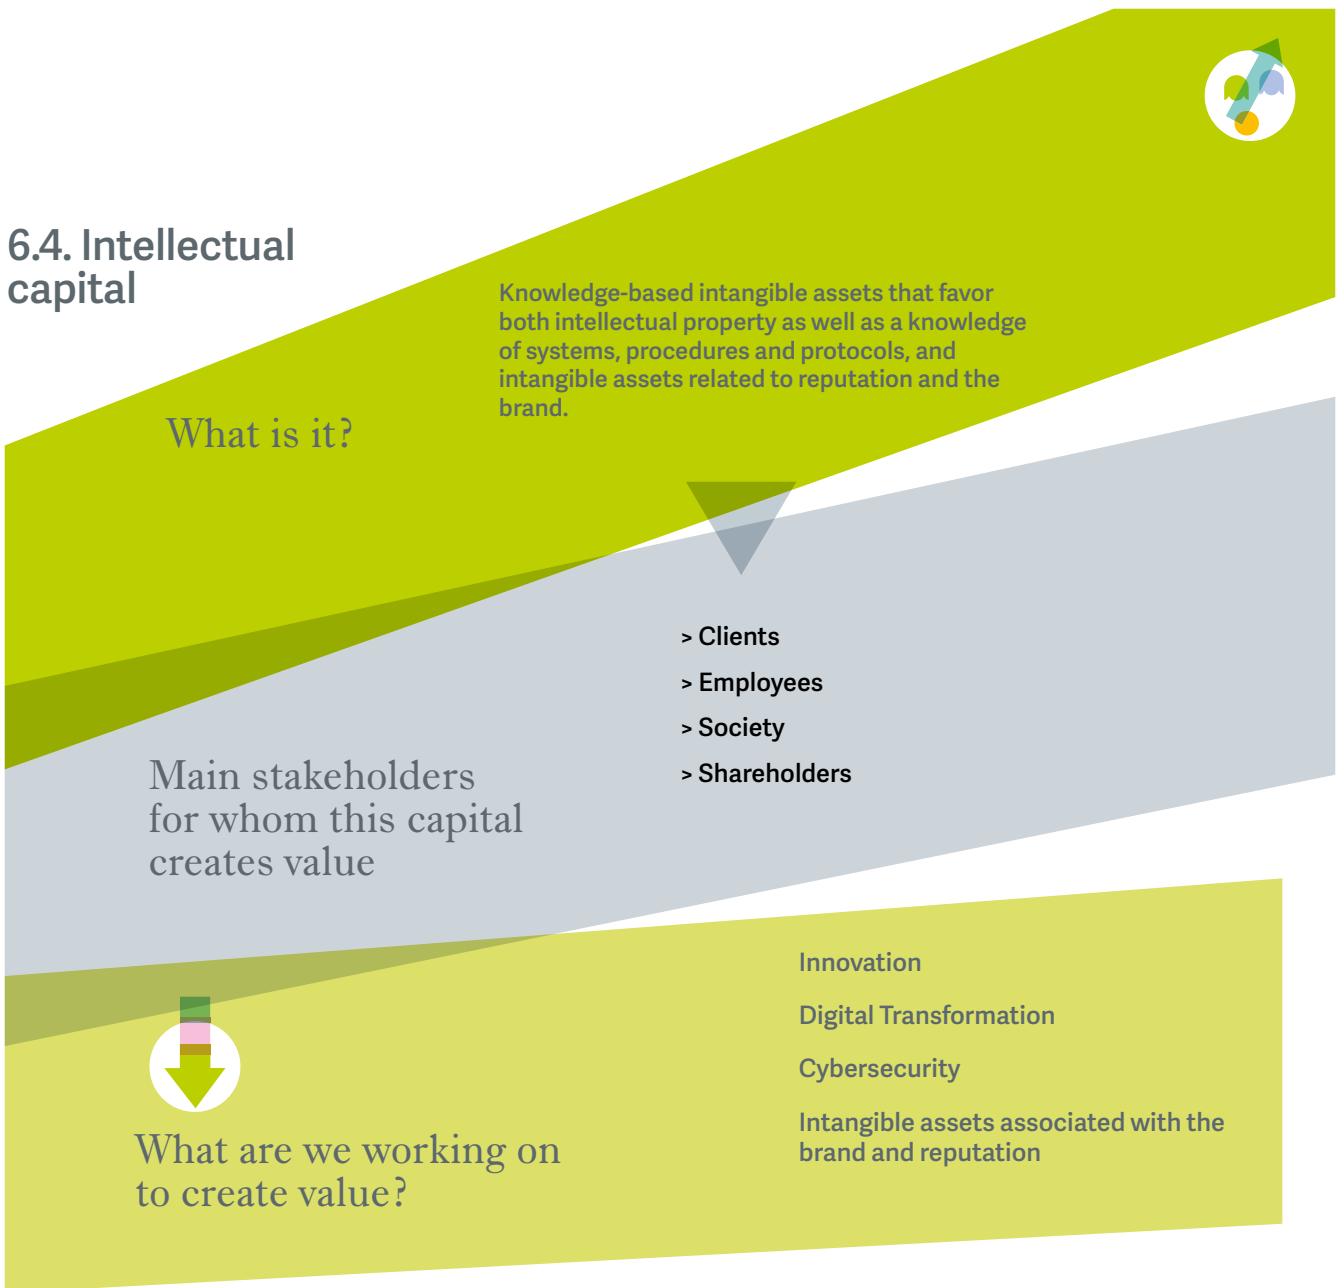 6.4. Intellectual
capital
What is it?
Knowledge-based intangible assets that favor
both intellectual property as well as a knowledge
of systems, procedures and protocols, and
intangible assets related to reputation and the
brand.
Main stakeholders
for whom this capital
creates value
> Clients
> Employees
> Society
> Shareholders
What are we working on
to create value?
Innovation
Digital Transformation
Cybersecurity
Intangible assets associated with the
brand and reputation